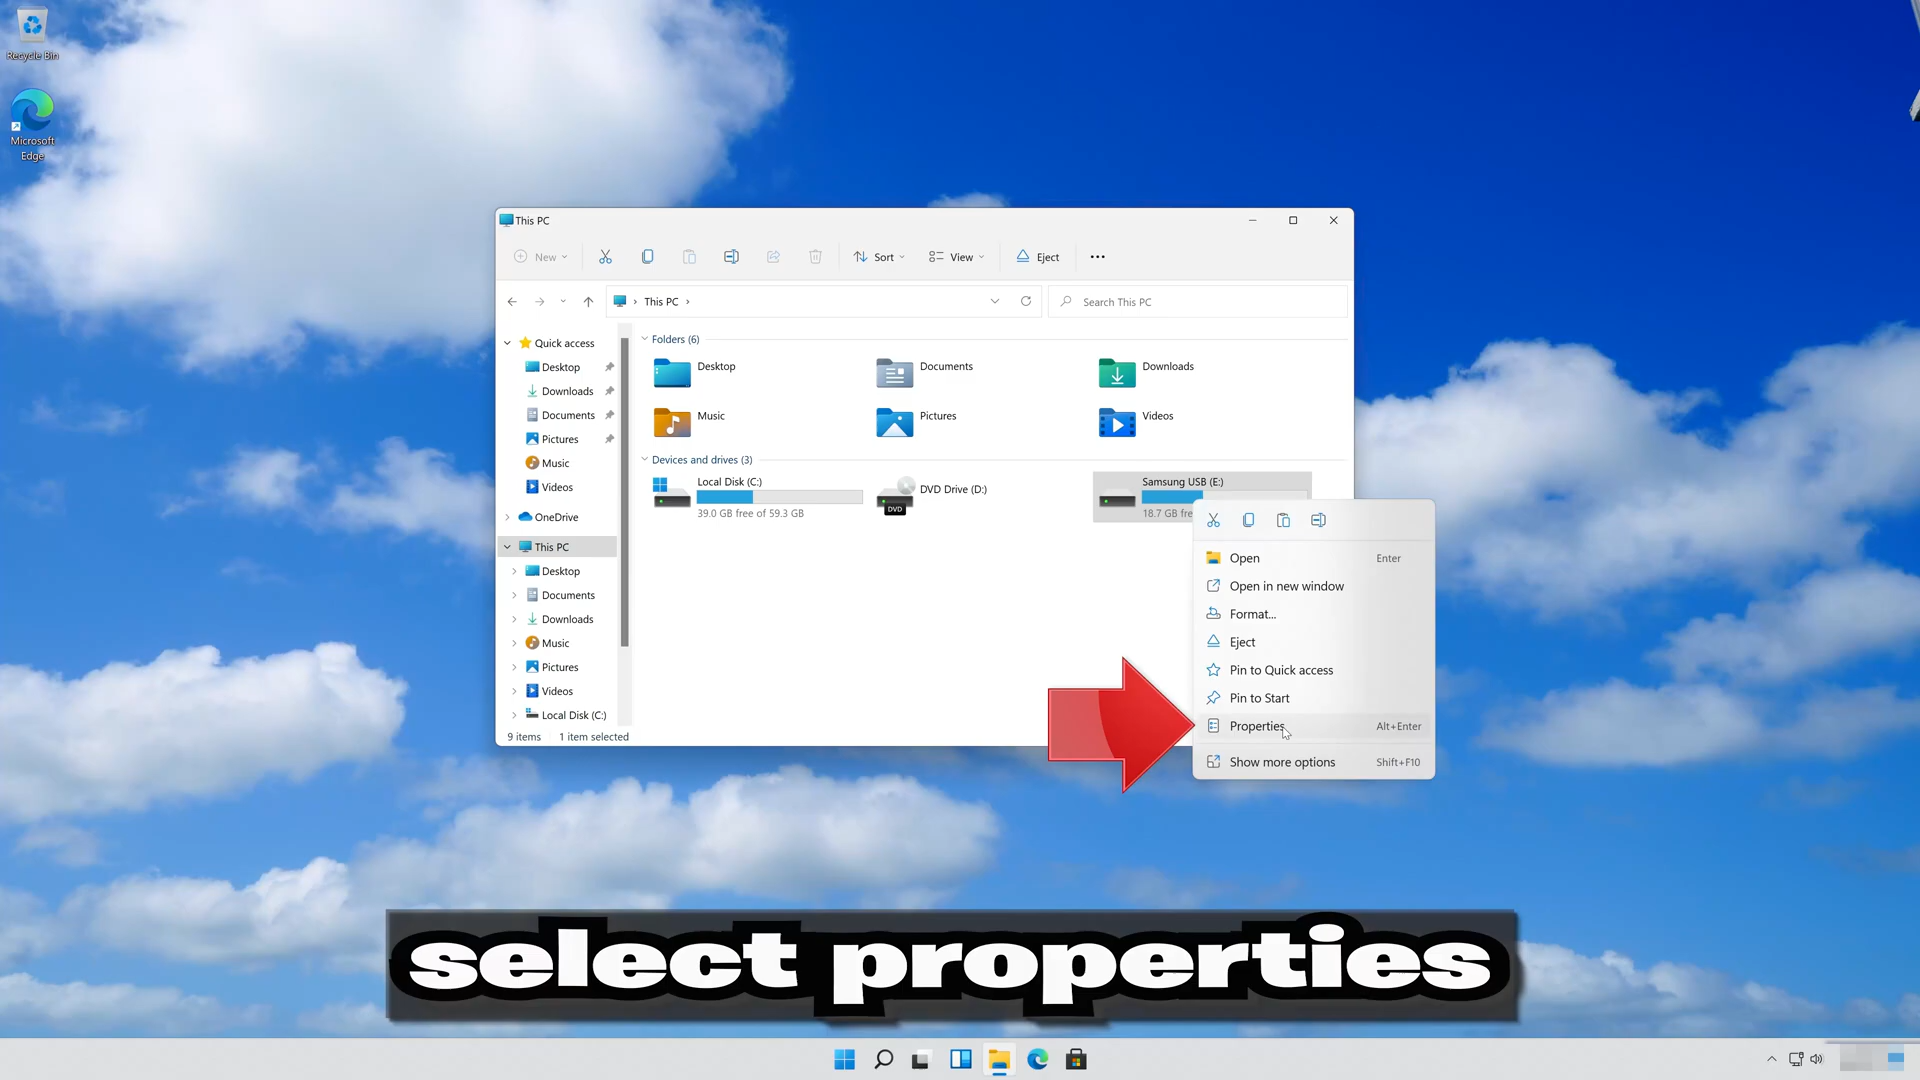 Recycle Bin
Microsoft
Edge
This PC
New
Sort
View
Eject
This PC
Search This PC
Quick access
Desktop
Downloads
Documents
Pictures
Music
Videos
OneDrive
This PC
Desktop
Documents
Downloads
Music
Pictures
Videos
Local Disk (C:)
Folders (6)
Desktop
Documents
Downloads
Music
Pictures
Videos
Devices and drives (3)
Local Disk (C:)
39.0 GB free of 59.3 GB
DVD
DVD Drive (D:)
Samsung USB (E:)
18.7 GB fre
Open Enter
Open in new window
Format...
Eject
Pin to Quick access
Pin to Start
Properties Alt+Enter
Show more options Shift+F10
9 items 1 item selected
select properties